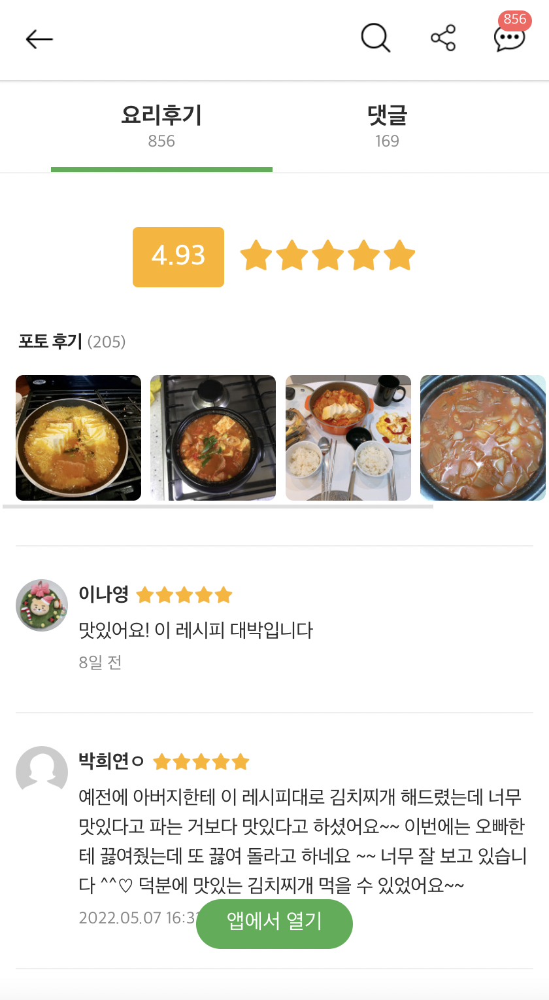 856
요리후기
856
댓글
169
4.93
포토 후기 (205)
이나영
맛있어요! 이 레시피 대박입니다
8일 전
박희연ㅇ
예전에 아버지한테 이 레시피대로 김치찌개 해드렸는데 너무
맛있다고 파는 거보다 맛있다고 하셨어요~~ 이번에는 오빠한
테 끓여줬는데 또 끓여 돌라고 하네요 ~~ 너무 잘 보고 있습니
다 ^^♡ 덕분에 맛있는 김치찌개 먹을 수 있었어요~~
2022.05.07
앱에서 열기